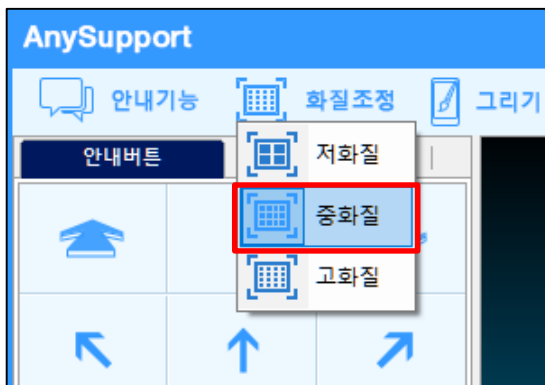 AnySupport
안내기능 화질조정 그리기
안내버튼
저화질
중화질
고화질